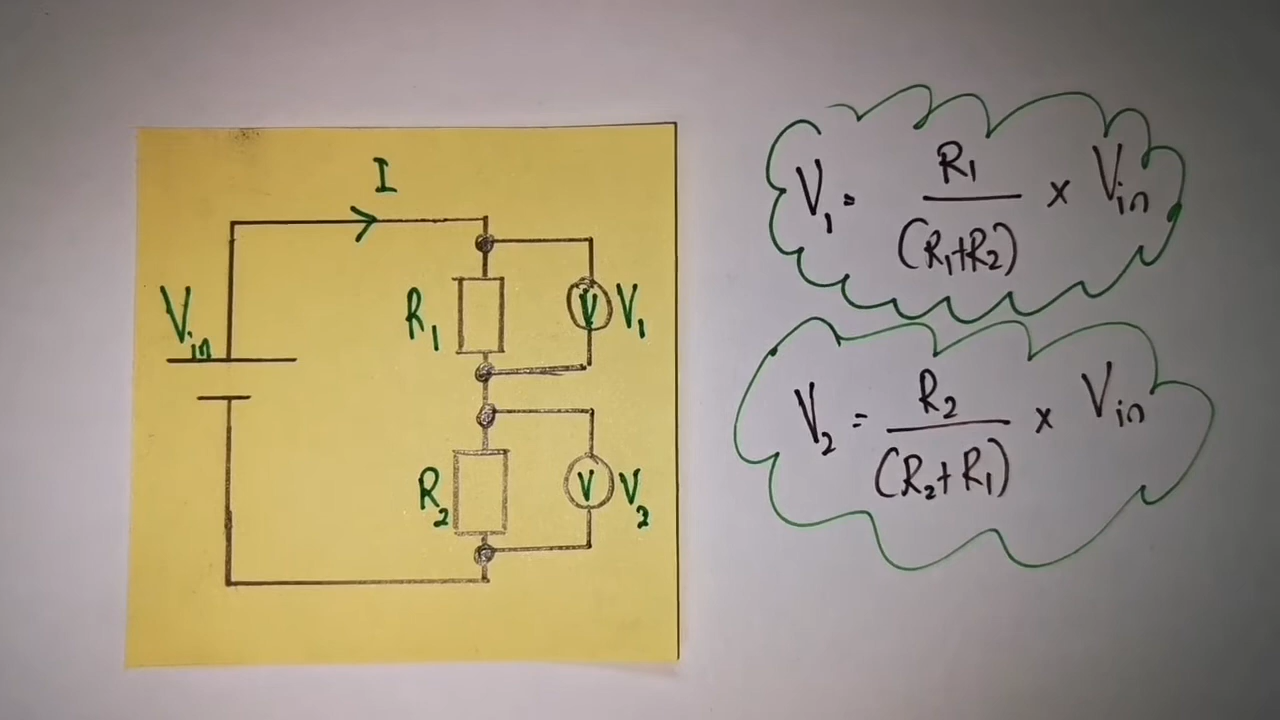 I
Vin
R1
V V1
R2
V V2
V1 = R1 / (R1+R2) × Vin
V2 = R2 / (R2+R1) × Vin